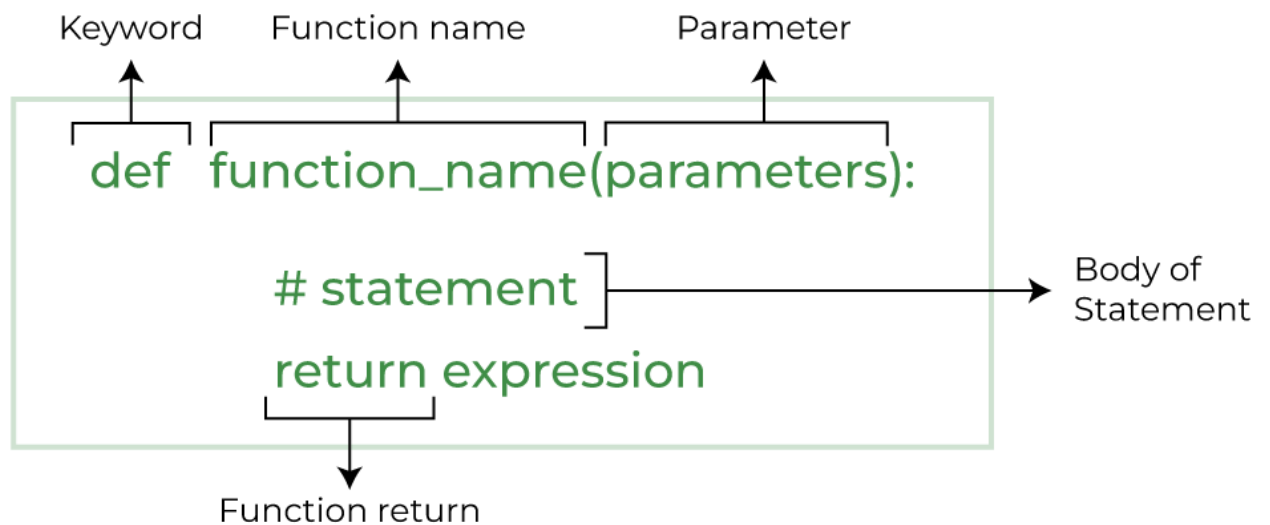 Keyword Function name Parameter
def function_name(parameters):
# statement
Body of
Statement
return expression
Function return